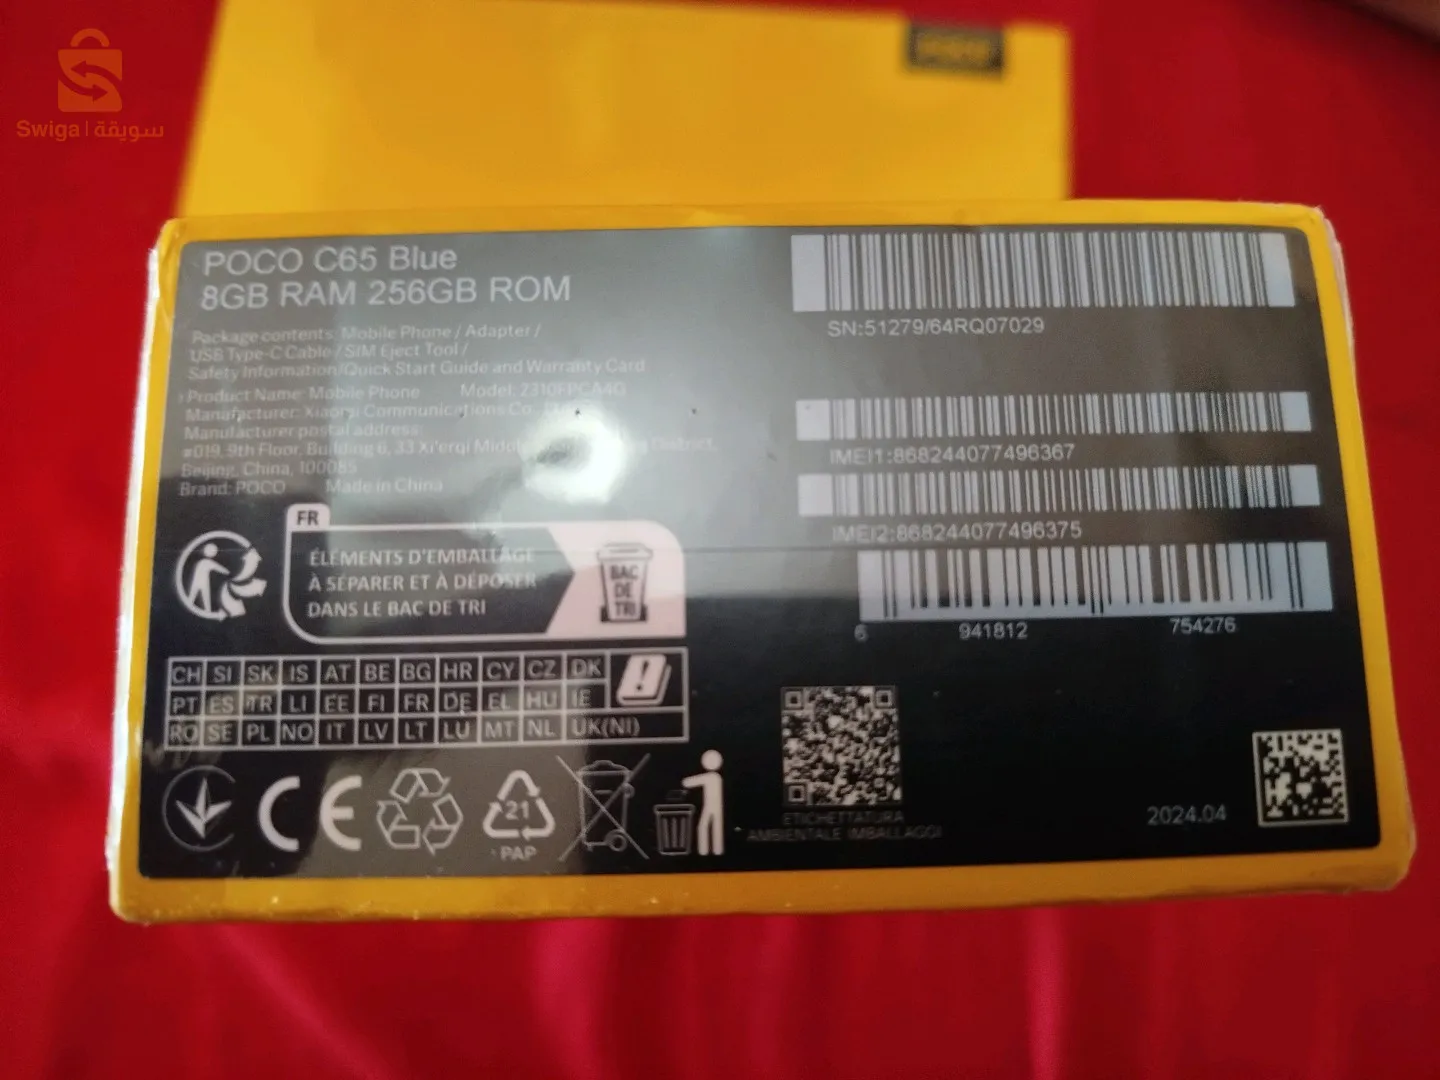 Swiga | سويقة
POCO C65 Blue
8GB RAM 256GB ROM
Package contents: Mobile Phone / Adapter /
USB Type-C Cable / SIM Eject Tool /
Safety Information/Quick Start Guide and Warranty Card
Product Name: Mobile Phone Model: 2310FPCA4G
Manufacturer: Xiaomi Communications Co.,
Manufacturer postal address:
#019, 9th Floor, Building 6, 33 Xi'erqi Middle District,
Beijing, China, 100085
Brand: POCO Made in China
FR
ÉLÉMENTS D'EMBALLAGE
À SÉPARER ET À DÉPOSER
DANS LE BAC DE TRI
BAC
DE
TRI
CH SI SK IS AT BE BG HR CY CZ DK
PT ES TR LI EE FI FR DE EL HU IE
RO SE PL NO IT LV LT LU MT NL UK(NI)
CE
21
PAP
SN:51279/64RQ07029
IMEI1:868244077496367
IMEI2:868244077496375
6 941812 754276
ETICHETTATURA
AMBIENTALE IMBALLAGGI
2024.04